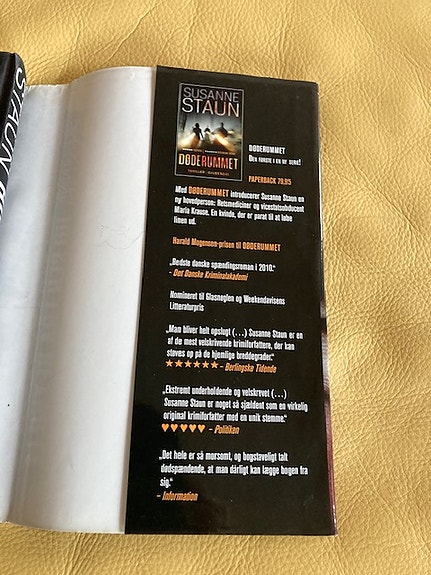 STAUN
SUSANNE
STAUN
DØDERUMMET
DØDERUMMET
DEN FØRSTE I EN NY SERIE!
PAPERBACK 79,95
Med DØDERUMMET introducerer Susanne Staun en
ny hovedperson: Retsmediciner og vicestatsobducent
Maria Krause. En kvinde, der er parat til at løbe
linen ud.
Harald Mogensen-prisen til DØDERUMMET
„Bedste danske spændingsroman i 2010.“
– Det Danske Kriminalakademi
Nomineret til Glasnøglen og Weekendavisens
Litteraturpris
„Man bliver helt opslugt (...) Susanne Staun er en
af de mest velskrivende krimiforfattere, der kan
støves op på de hjemlige breddegrader.“
★★★★★★ – Berlingske Tidende
„Ekstremt underholdende og velskrevet (...)
Susanne Staun er noget så sjældent som en virkelig
original krimiforfatter med en unik stemme.“
♥♥♥♥♥ – Politiken
„Det hele er så morsomt, og bogstaveligt talt
dødspændende, at man dårligt kan lægge bogen fra
sig.“
– Information